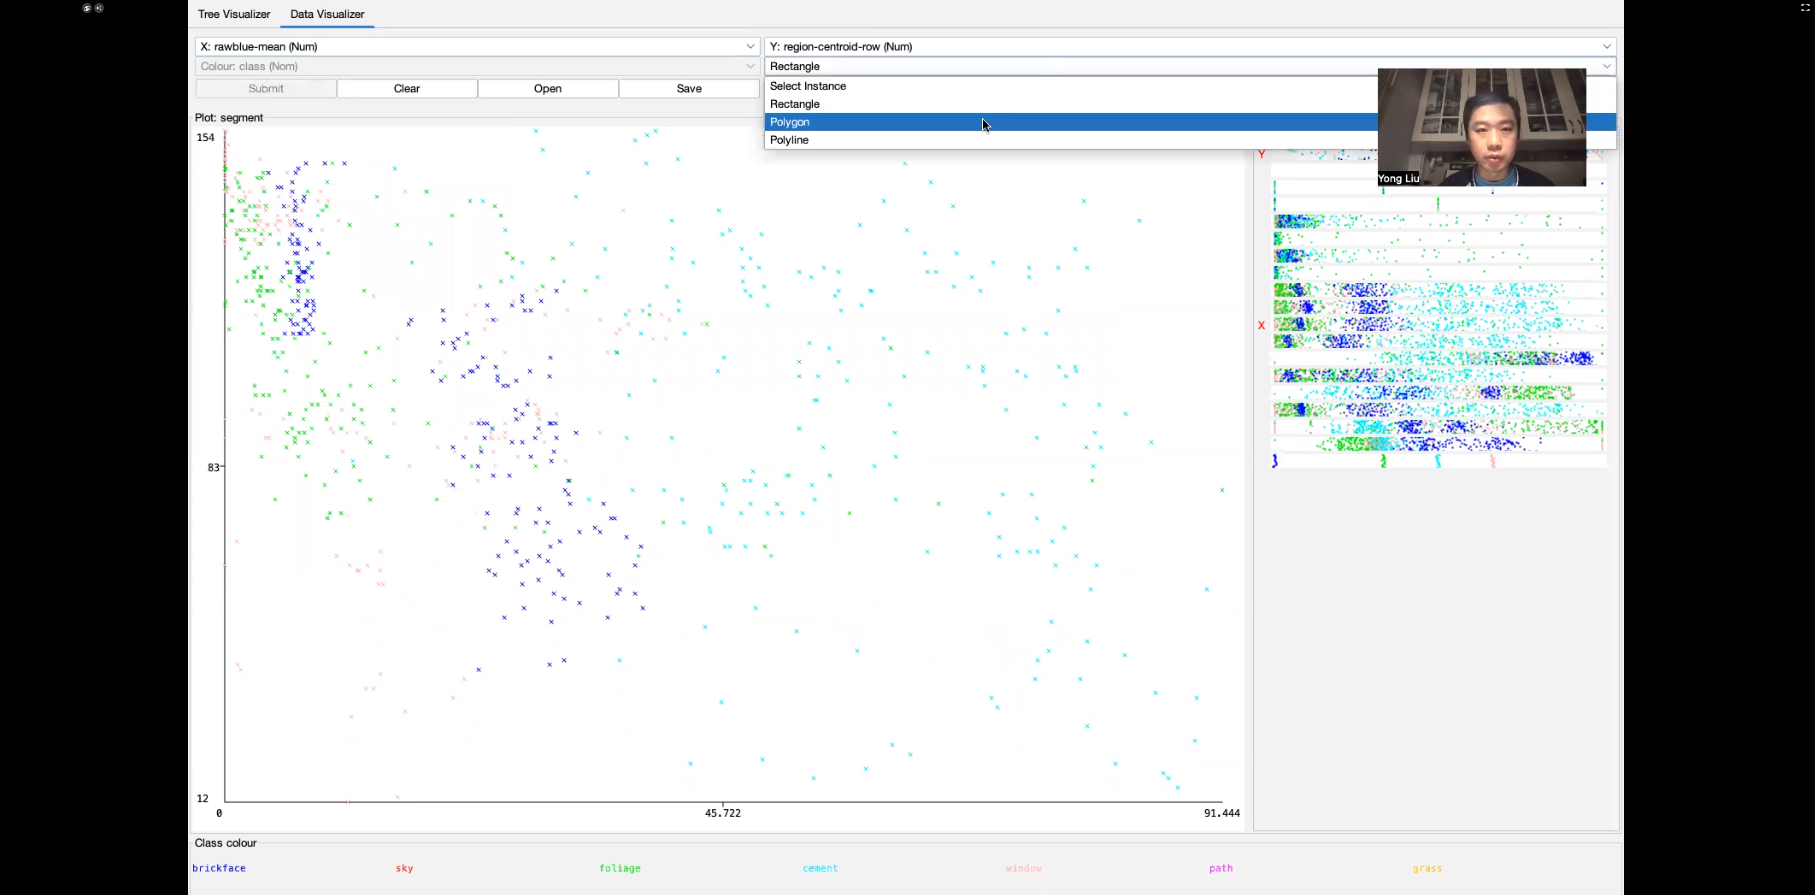 Tree Visualizer Data Visualizer
X: rawblue-mean (Num) Y: region-centroid-row (Num)
Colour: class (Nom) Rectangle
Submit Clear Open Save
Select Instance
Rectangle
Polygon
Polyline
Plot: segment
154
83
12
0 45.722 91.444
Y
X
Yong Liu
Class colour
brickface sky foliage cement window path grass